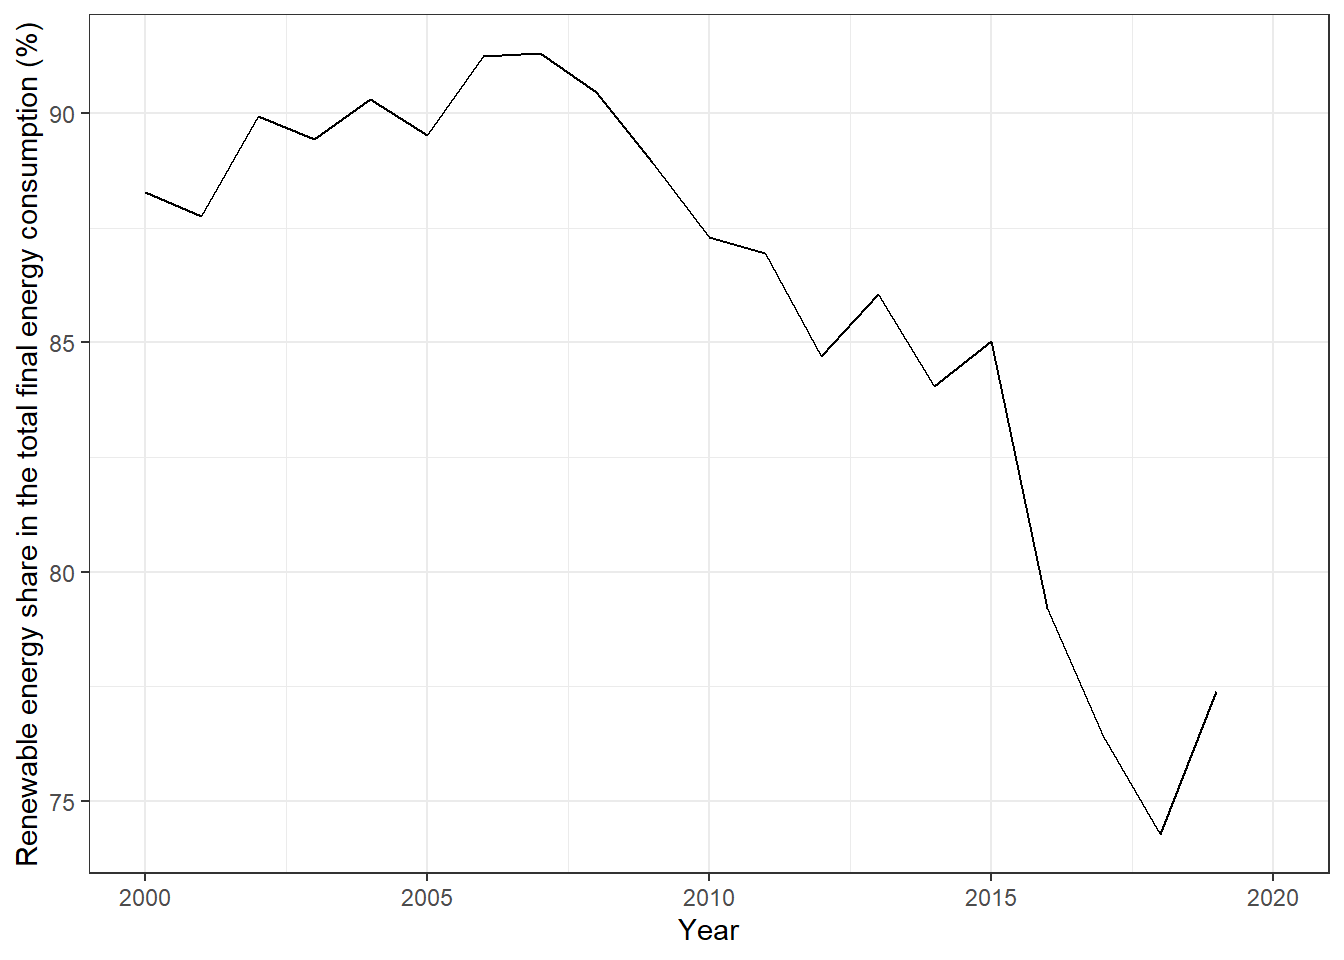 Renewable energy share in the total final energy consumption (%)
90
85
80
75
2000 2005 2010 2015 2020
Year